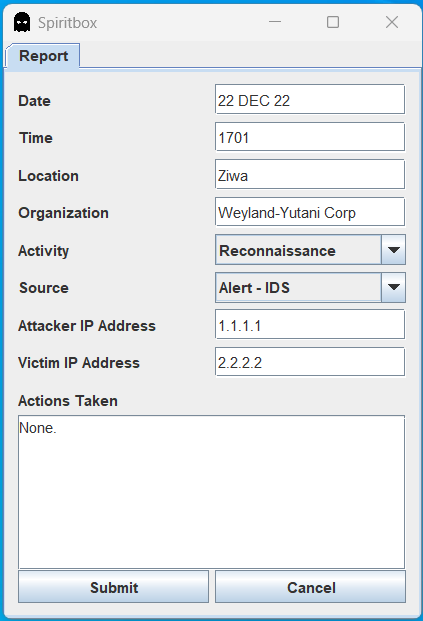 Spiritbox
Report
Date 22 DEC 22
Time 1701
Location Ziwa
Organization Weyland-Yutani Corp
Activity Reconnaissance
Source Alert - IDS
Attacker IP Address 1.1.1.1
Victim IP Address 2.2.2.2
Actions Taken
None.
Submit Cancel